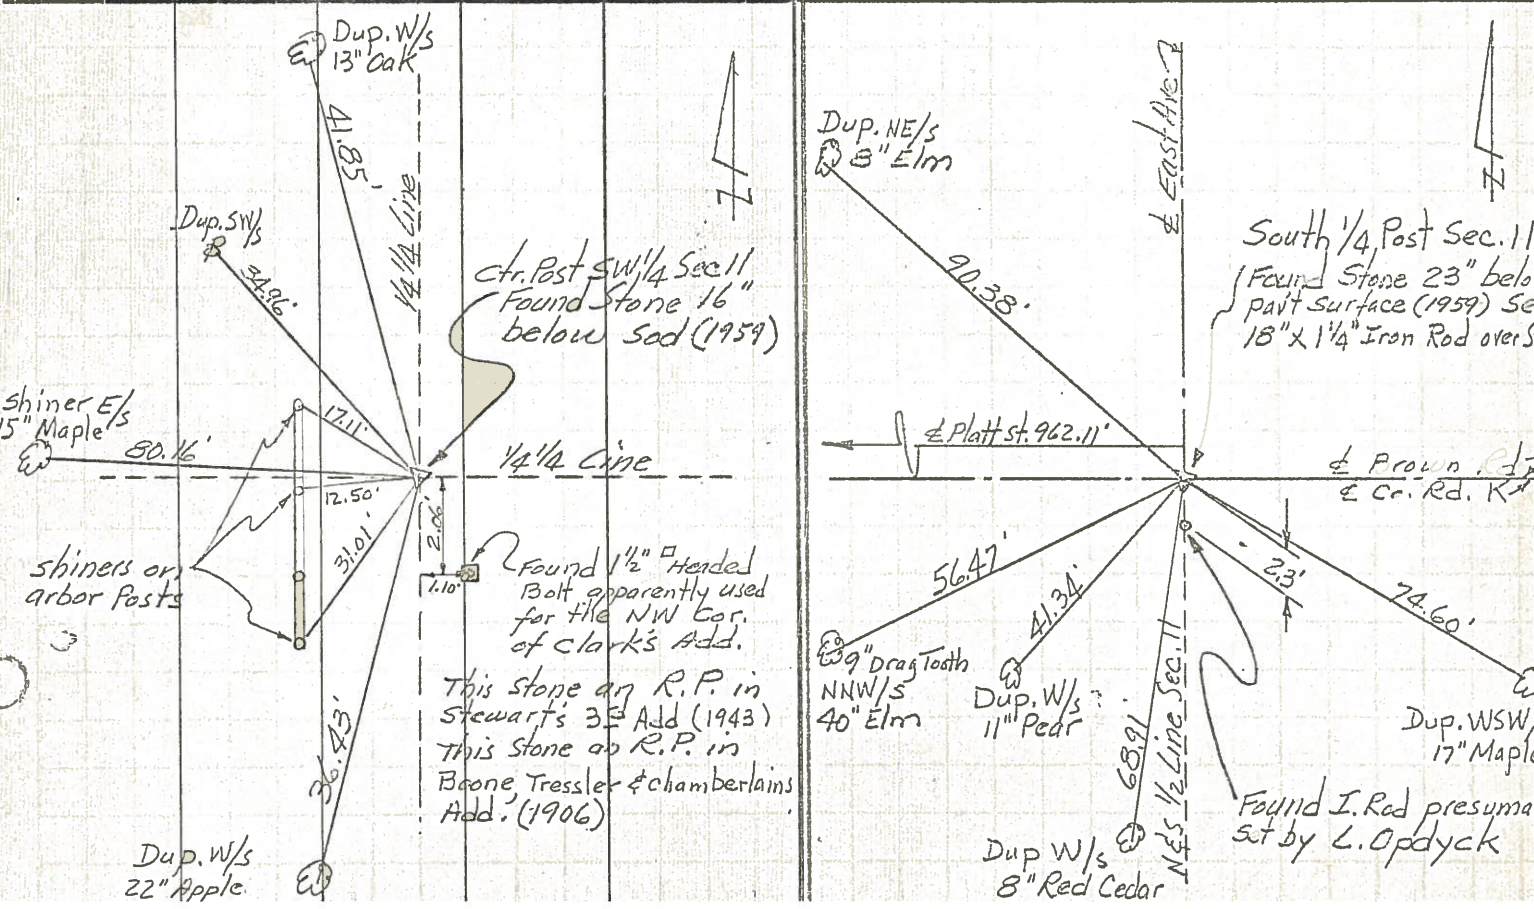 Dup. W/s
13" Oak
41.85'
1/4 1/4 Line
Dup. SW/s
34.96'
N
Ctr. Post SW 1/4 Sec 11
Found Stone 16"
below Sod (1959)
Shiner E/s
15" Maple
80.16'
17.11'
12.50'
31.01'
1/4 1/4 Line
2.06'
1.10'
shiners on
arbor Posts
Found 1 1/2" □ Headed
Bolt apparently used
for the NW Cor.
of Clark's Add.
This Stone an R.P. in
Stewart's 3rd Add (1943)
This Stone an R.P. in
Boone, Tressler & Chamberlains
Add. (1906)
36.43'
Dup. W/s
22" Apple
Dup. NE/s
8" Elm
90.38'
℄ East Ave.
N
South 1/4 Post Sec. 11
Found Stone 23" belo
pav't Surface (1959) Se
18" X 1 1/4" Iron Rod over S
℄ Platt St. 962.11'
℄ Brown Rd
℄ Cr. Rd. K
56.47'
41.34'
2.3'
74.60'
9" Drag Tooth
NNW/s
40" Elm
Dup. W/s
11" Pear
68.91'
N&S 1/2 Line Sec. 11
Dup. WSW/
17" Maple
Found I. Rod presuma
set by L. Opdyck
Dup W/s
8" Red Cedar